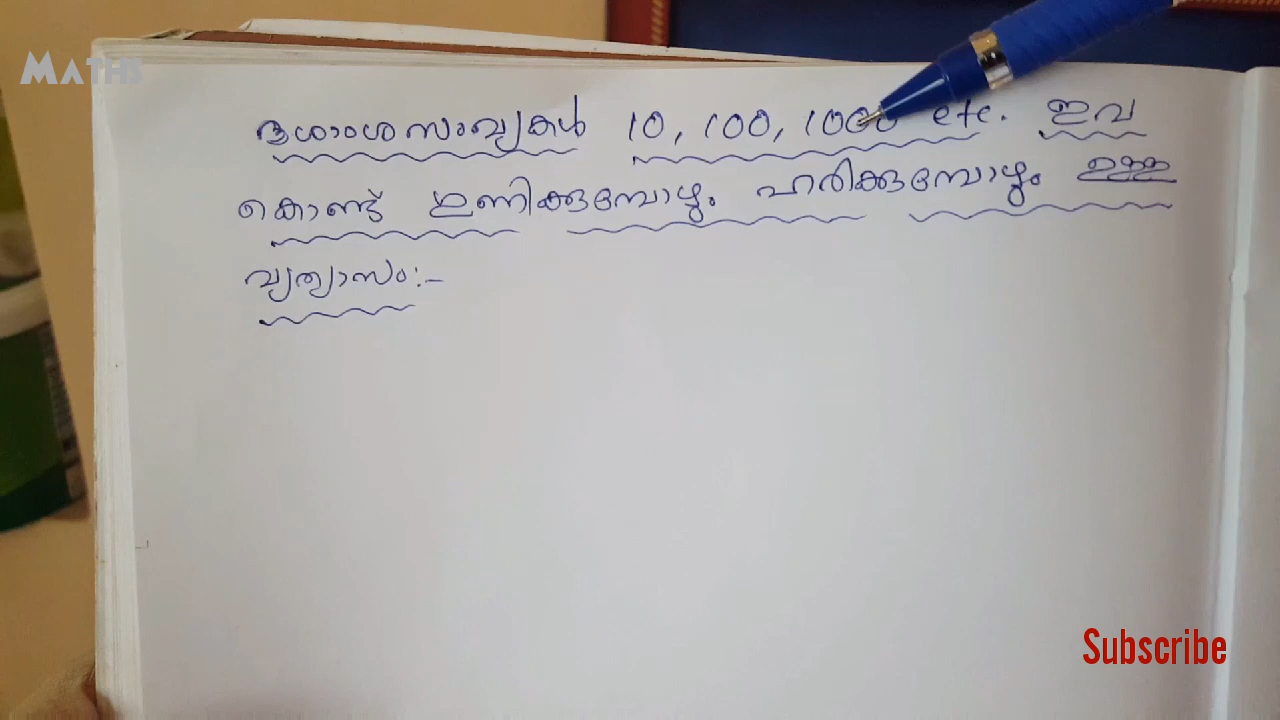 MATHS
ദശാംശസംഖ്യകൾ 10, 100, 1000 etc. ഇവ
കൊണ്ട് ഗുണിക്കുമ്പോഴും ഹരിക്കുമ്പോഴും ഉള്ള
വ്യത്യാസം:-
Subscribe